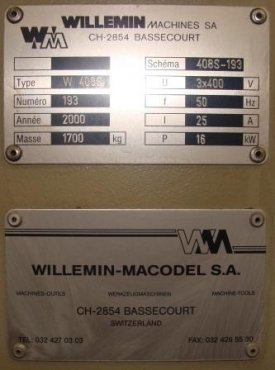 WM WILLEMIN MACHINES SA
CH-2854 BASSECOURT
Schéma 408S-193
Type W 408S U 3x400 V
Numéro 193 f 50 Hz
Année 2000 I 25 A
Masse 1700 kg P 16 kW
WM
WILLEMIN-MACODEL S.A.
MACHINES-OUTILS WERKZEUGMASCHINEN MACHINE-TOOLS
CH-2854 BASSECOURT
SWITZERLAND
TEL: 032 427 03 03 FAX: 032 426 55 30